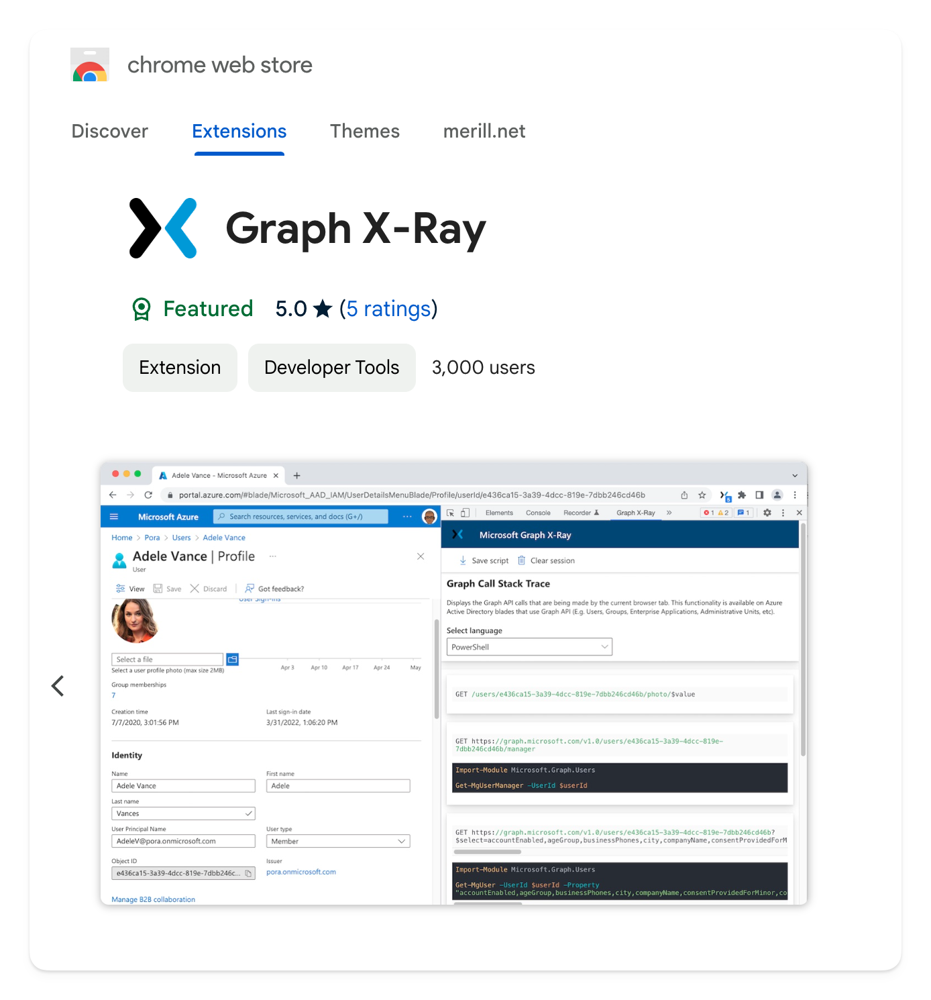 chrome web store
Discover Extensions Themes merill.net
Graph X-Ray
Featured 5.0 ★ (5 ratings)
Extension Developer Tools 3,000 users
Adele Vance - Microsoft Azure
portal.azure.com/#blade/Microsoft_AAD_IAM/UserDetailsMenuBlade/Profile/userId/e436ca15-3a39-4dcc-819e-7dbb246cd46b
5
Microsoft Azure
Search resources, services, and docs (G+/)
Home > Pora > Users > Adele Vance
Adele Vance | Profile
User
View Save Discard Got feedback?
User Sign-ins
Select a file
Select a user profile photo (max size 2MB)
Apr 3 Apr 10 Apr 17 Apr 24 May
Group memberships
7
Creation time Last sign-in date
7/7/2020, 3:01:56 PM 3/31/2022, 1:06:20 PM
Identity
Name First name
Adele Vance Adele
Last name
Vances
User Principal Name User type
AdeleV@pora.onmicrosoft.com Member
Object ID Issuer
e436ca15-3a39-4dcc-819e-7dbb246c... pora.onmicrosoft.com
Manage B2B collaboration
Elements Console Recorder Graph X-Ray » 1 2 1
Microsoft Graph X-Ray
Save script Clear session
Graph Call Stack Trace
Displays the Graph API calls that are being made by the current browser tab. This functionality is available on Azure
Active Directory blades that use Graph API (E.g. Users, Groups, Enterprise Applications, Administrative Units, etc).
Select language
PowerShell
GET /users/e436ca15-3a39-4dcc-819e-7dbb246cd46b/photo/$value
GET https://graph.microsoft.com/v1.0/users/e436ca15-3a39-4dcc-819e-
7dbb246cd46b/manager
Import-Module Microsoft.Graph.Users
Get-MgUserManager -UserId $userId
GET https://graph.microsoft.com/v1.0/users/e436ca15-3a39-4dcc-819e-7dbb246cd46b?
$select=accountEnabled,ageGroup,businessPhones,city,companyName,consentProvidedForM
Import-Module Microsoft.Graph.Users
Get-MgUser -UserId $userId -Property
"accountEnabled,ageGroup,businessPhones,city,companyName,consentProvidedForMinor,co